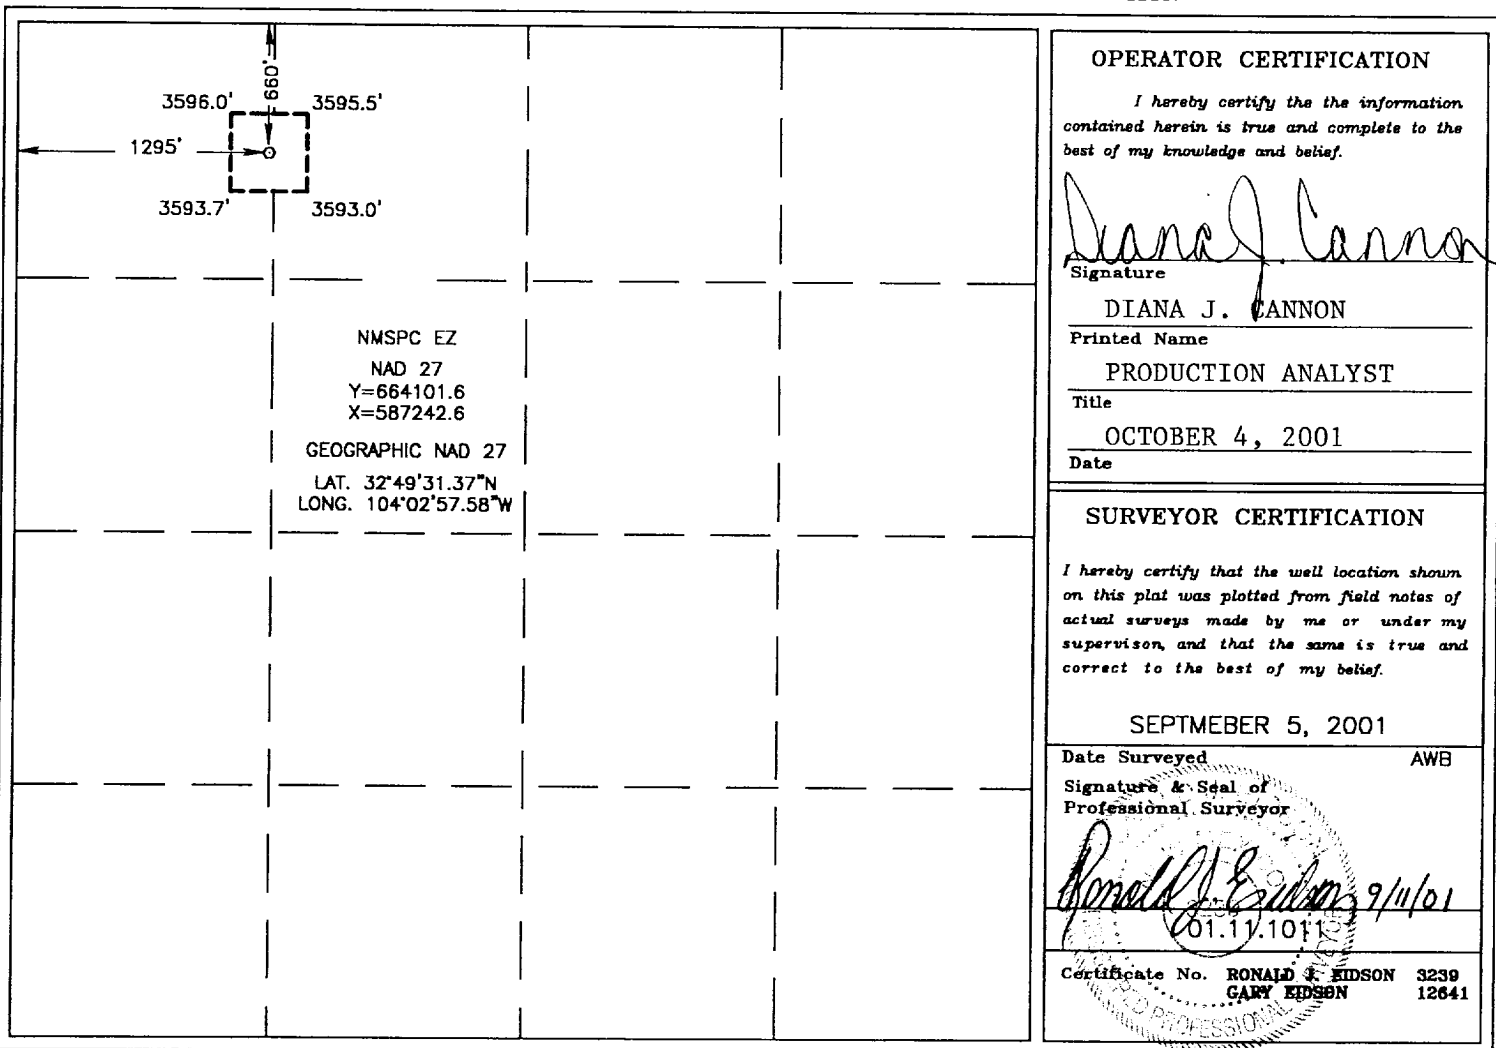 660'
3596.0' 3595.5'
1295'
3593.7' 3593.0'
NMSPC EZ
NAD 27
Y=664101.6
X=587242.6
GEOGRAPHIC NAD 27
LAT. 32°49'31.37"N
LONG. 104°02'57.58"W
OPERATOR CERTIFICATION
I hereby certify the the information
contained herein is true and complete to the
best of my knowledge and belief.
Diana J. Cannon
Signature
DIANA J. CANNON
Printed Name
PRODUCTION ANALYST
Title
OCTOBER 4, 2001
Date
SURVEYOR CERTIFICATION
I hereby certify that the well location shown
on this plat was plotted from field notes of
actual surveys made by me or under my
supervison, and that the same is true and
correct to the best of my belief.
SEPTMEBER 5, 2001
Date Surveyed AWB
Signature & Seal of
Professional Surveyor
Ronald J. Eidson 9/11/01
01.11.1011
Certificate No. RONALD J. EIDSON 3239
GARY EIDSON 12641
PROFESSIONAL